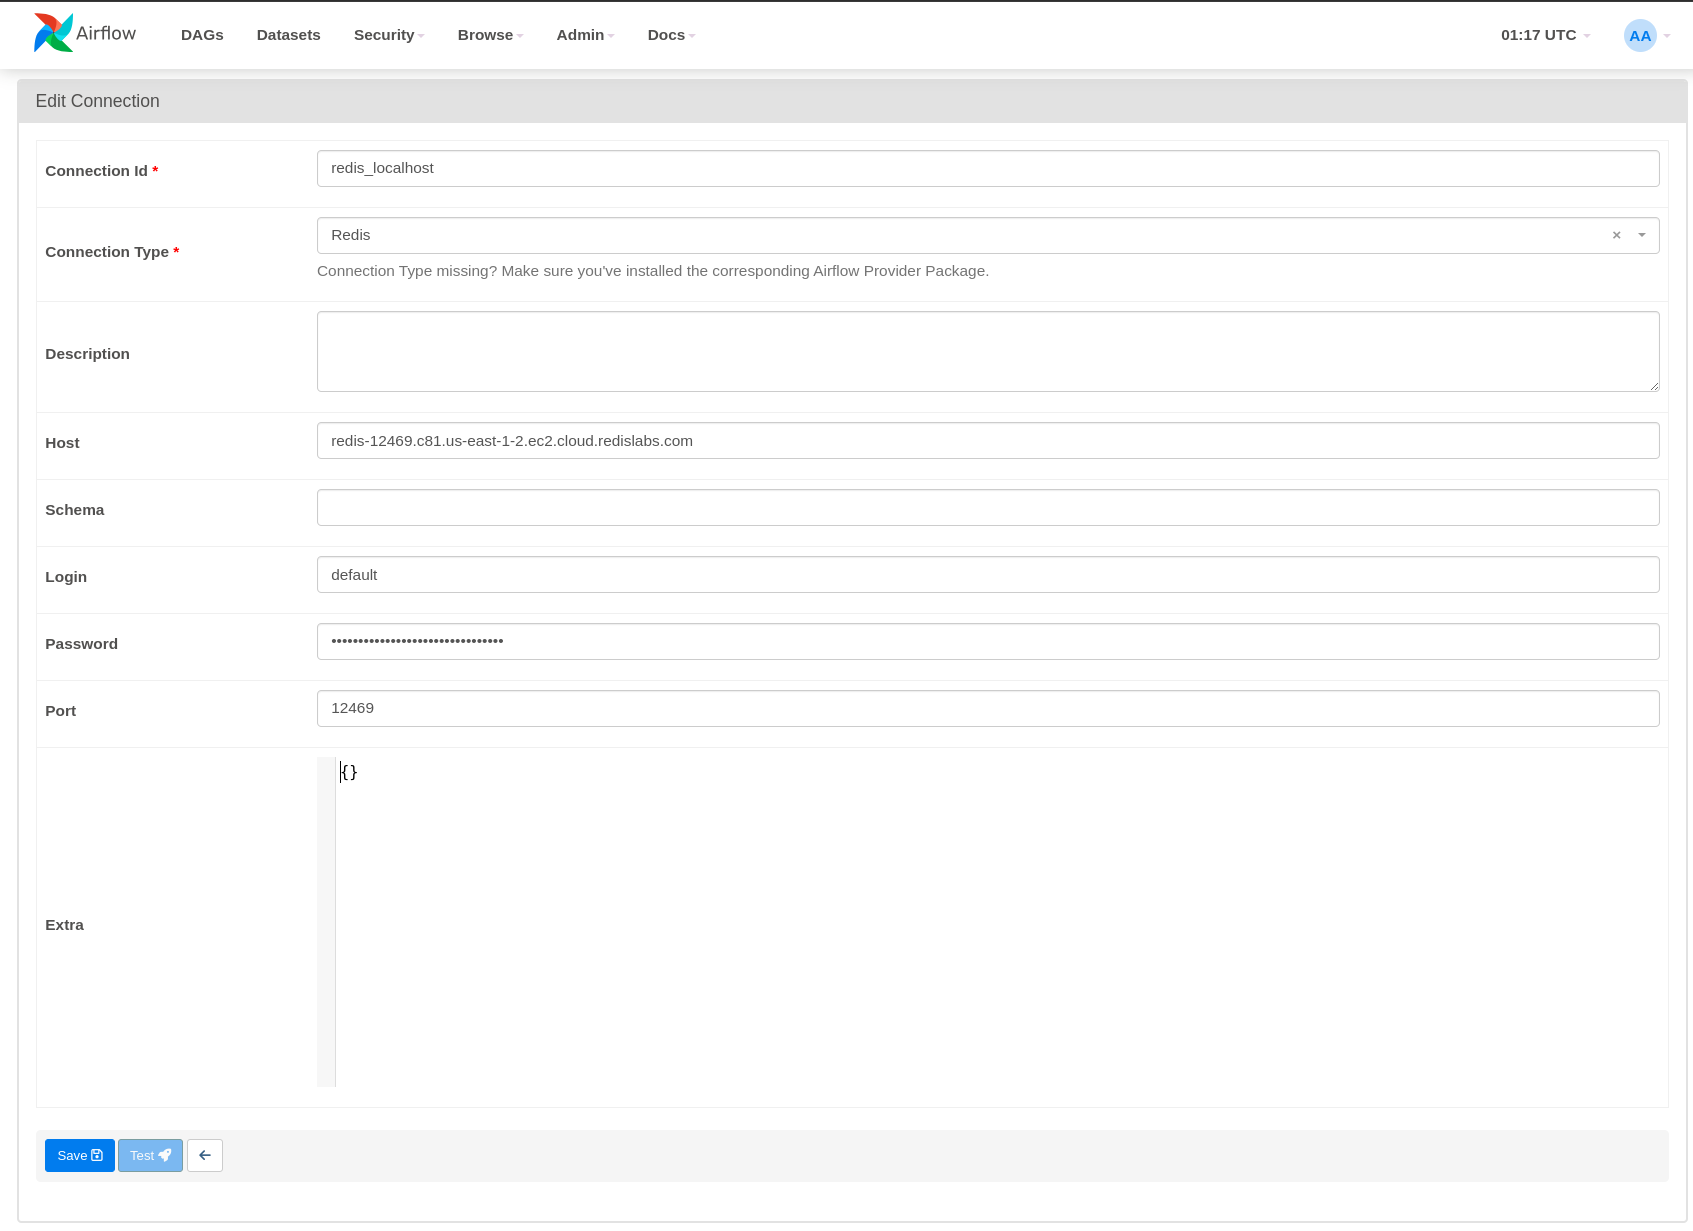 Airflow DAGs Datasets Security Browse Admin Docs 01:17 UTC AA
Edit Connection
Connection Id * redis_localhost
Connection Type * Redis ×
Connection Type missing? Make sure you've installed the corresponding Airflow Provider Package.
Description
Host redis-12469.c81.us-east-1-2.ec2.cloud.redislabs.com
Schema
Login default
Password ••••••••••••••••••••••••••••••••
Port 12469
{}
Extra
Save Test